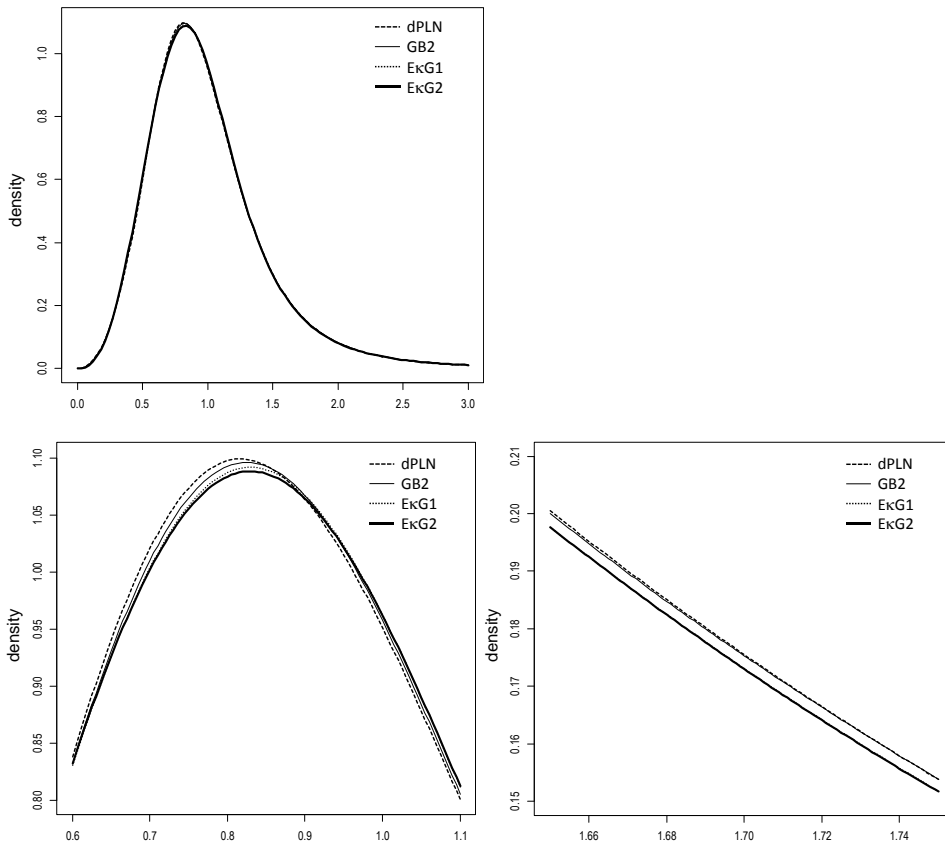 dPLN
GB2
EκG1
EκG2
density
0.0
0.2
0.4
0.6
0.8
1.0
0.0 0.5 1.0 1.5 2.0 2.5 3.0
dPLN
GB2
EκG1
EκG2
density
0.80
0.85
0.90
0.95
1.00
1.05
1.10
0.6 0.7 0.8 0.9 1.0 1.1
dPLN
GB2
EκG1
EκG2
density
0.15
0.16
0.17
0.18
0.19
0.20
0.21
1.66 1.68 1.70 1.72 1.74